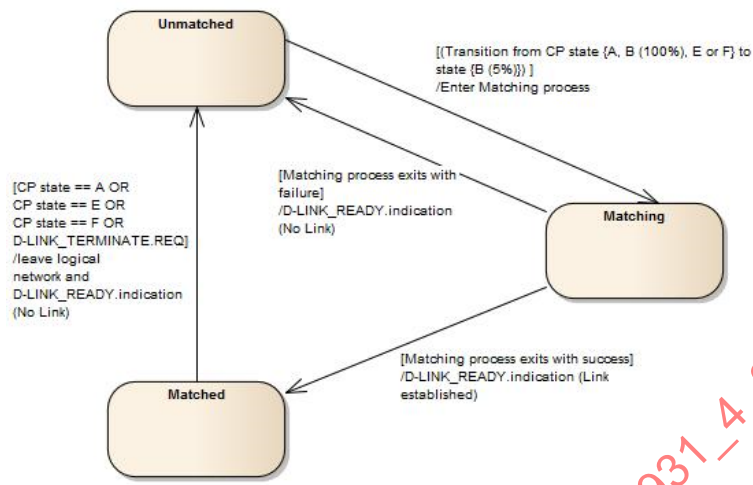 Unmatched
[(Transition from CP state {A, B (100%), E or F} to
state {B (5%)}) ]
/Enter Matching process
[Matching process exits with
failure]
/D-LINK_READY.indication
(No Link)
[CP state == A OR
CP state == E OR
CP state == F OR
D-LINK_TERMINATE.REQ]
/leave logical
network and
D-LINK_READY.indication
(No Link)
Matching
[Matching process exits with success]
/D-LINK_READY.indication (Link
established)
Matched
931_4